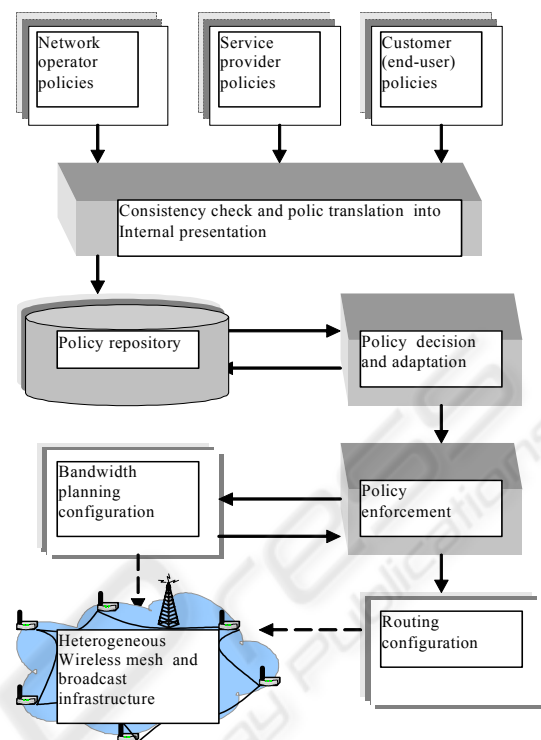 Network
operator
policies
Service
provider
policies
Customer
(end-user)
policies
Consistency check and polic translation into
Internal presentation
Policy repository
Policy decision
and adaptation
Bandwidth
planning
configuration
Policy
enforcement
Heterogeneous
Wireless mesh and
broadcast
infrastructure
Routing
configuration